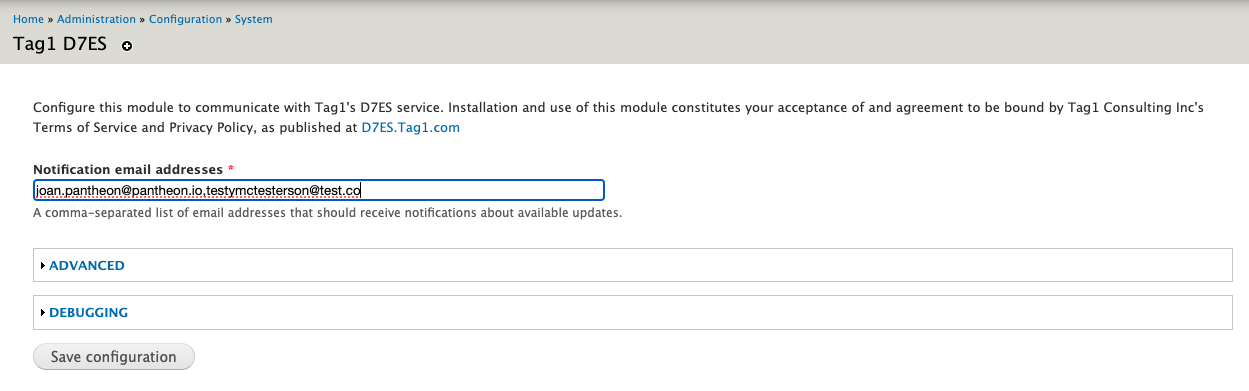 Home » Administration » Configuration » System
Tag1 D7ES
Configure this module to communicate with Tag1's D7ES service. Installation and use of this module constitutes your acceptance of and agreement to be bound by Tag1 Consulting Inc's
Terms of Service and Privacy Policy, as published at D7ES.Tag1.com
Notification email addresses *
joan.pantheon@pantheon.io,testymctesterson@test.co
A comma-separated list of email addresses that should receive notifications about available updates.
ADVANCED
DEBUGGING
Save configuration